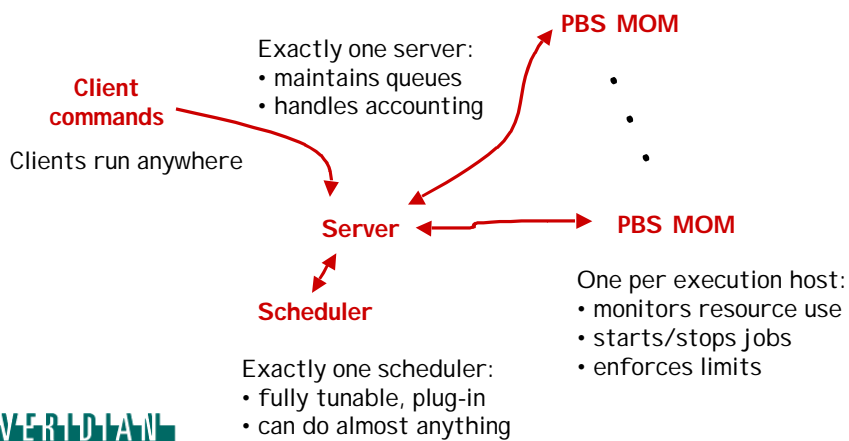 PBS MOM
Exactly one server:
• maintains queues
• handles accounting
Client
commands
Clients run anywhere
Server
PBS MOM
One per execution host:
• monitors resource use
• starts/stops jobs
• enforces limits
Scheduler
Exactly one scheduler:
• fully tunable, plug-in
• can do almost anything
VERIDIAN